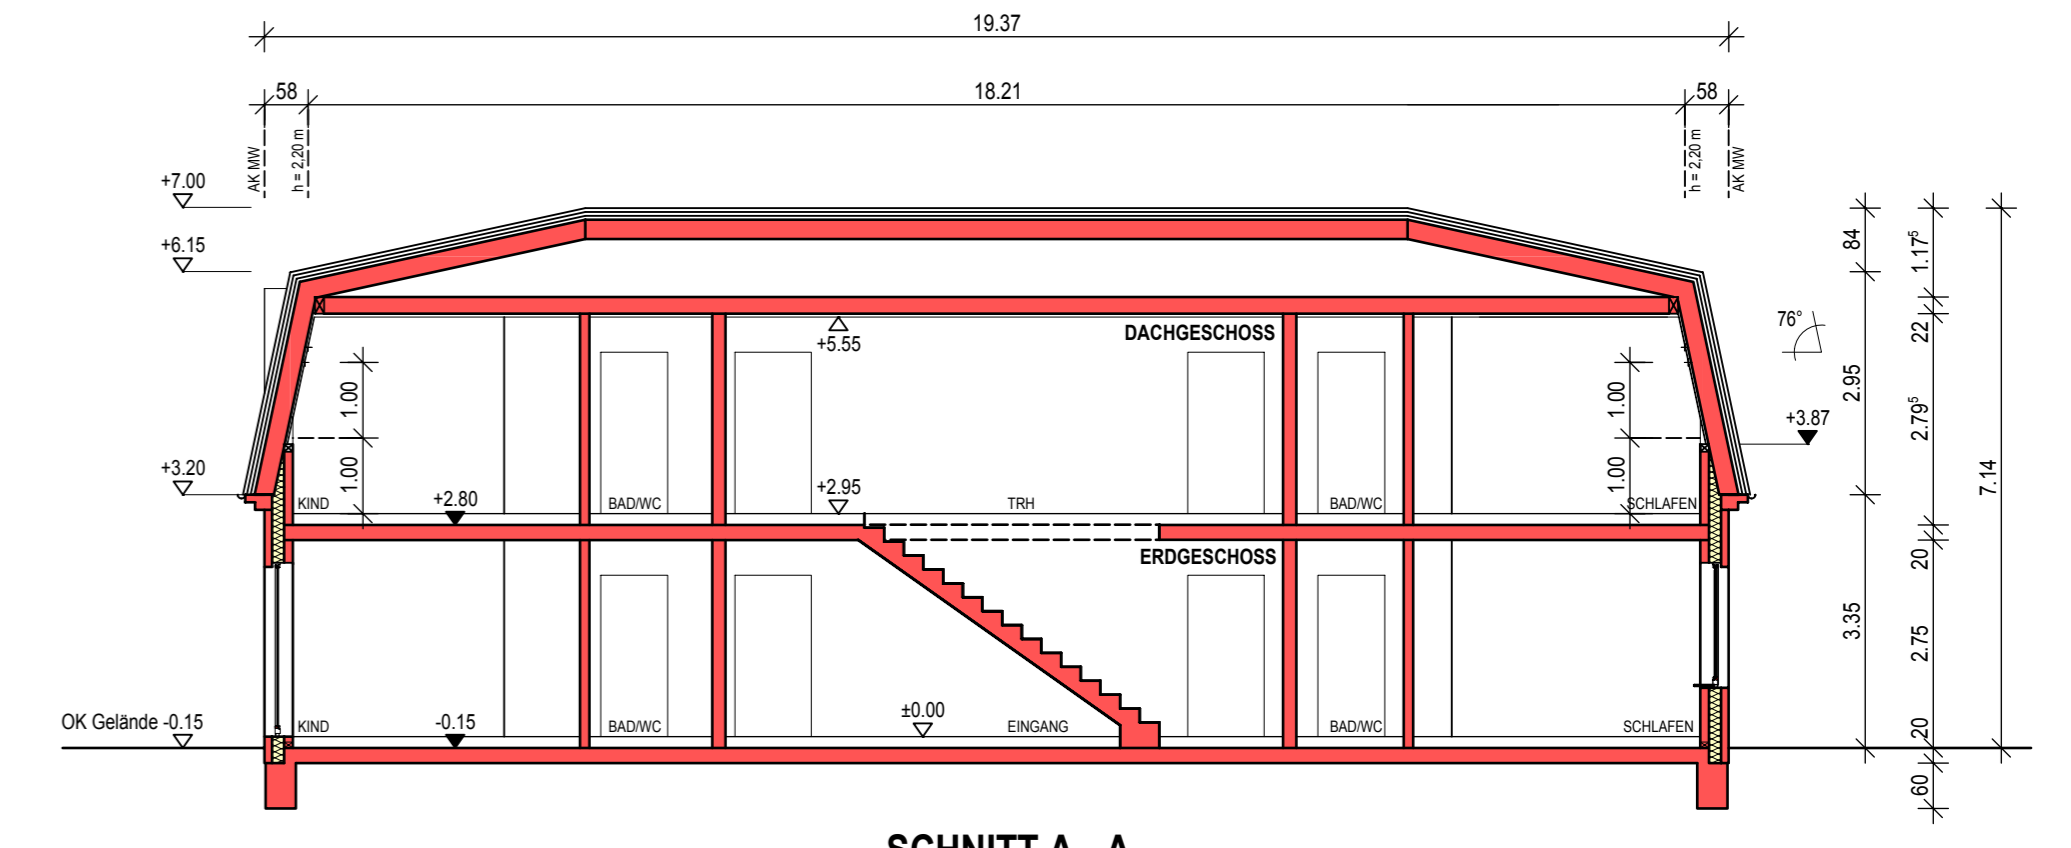 19.37
58
18.21
58
AK MW
h = 2,20 m
h = 2,20 m
AK MW
+7.00
+6.15
84
1.17⁵
DACHGESCHOSS
+5.55
76°
22
1.00
1.00
2.95
2.79⁵
+3.87
+3.20
1.00
+2.80
+2.95
1.00
7.14
KIND
BAD/WC
TRH
BAD/WC
SCHLAFEN
ERDGESCHOSS
20
3.35
2.75
OK Gelände -0.15
KIND
-0.15
BAD/WC
±0.00
EINGANG
BAD/WC
SCHLAFEN
20
60
SCHNITT A - A